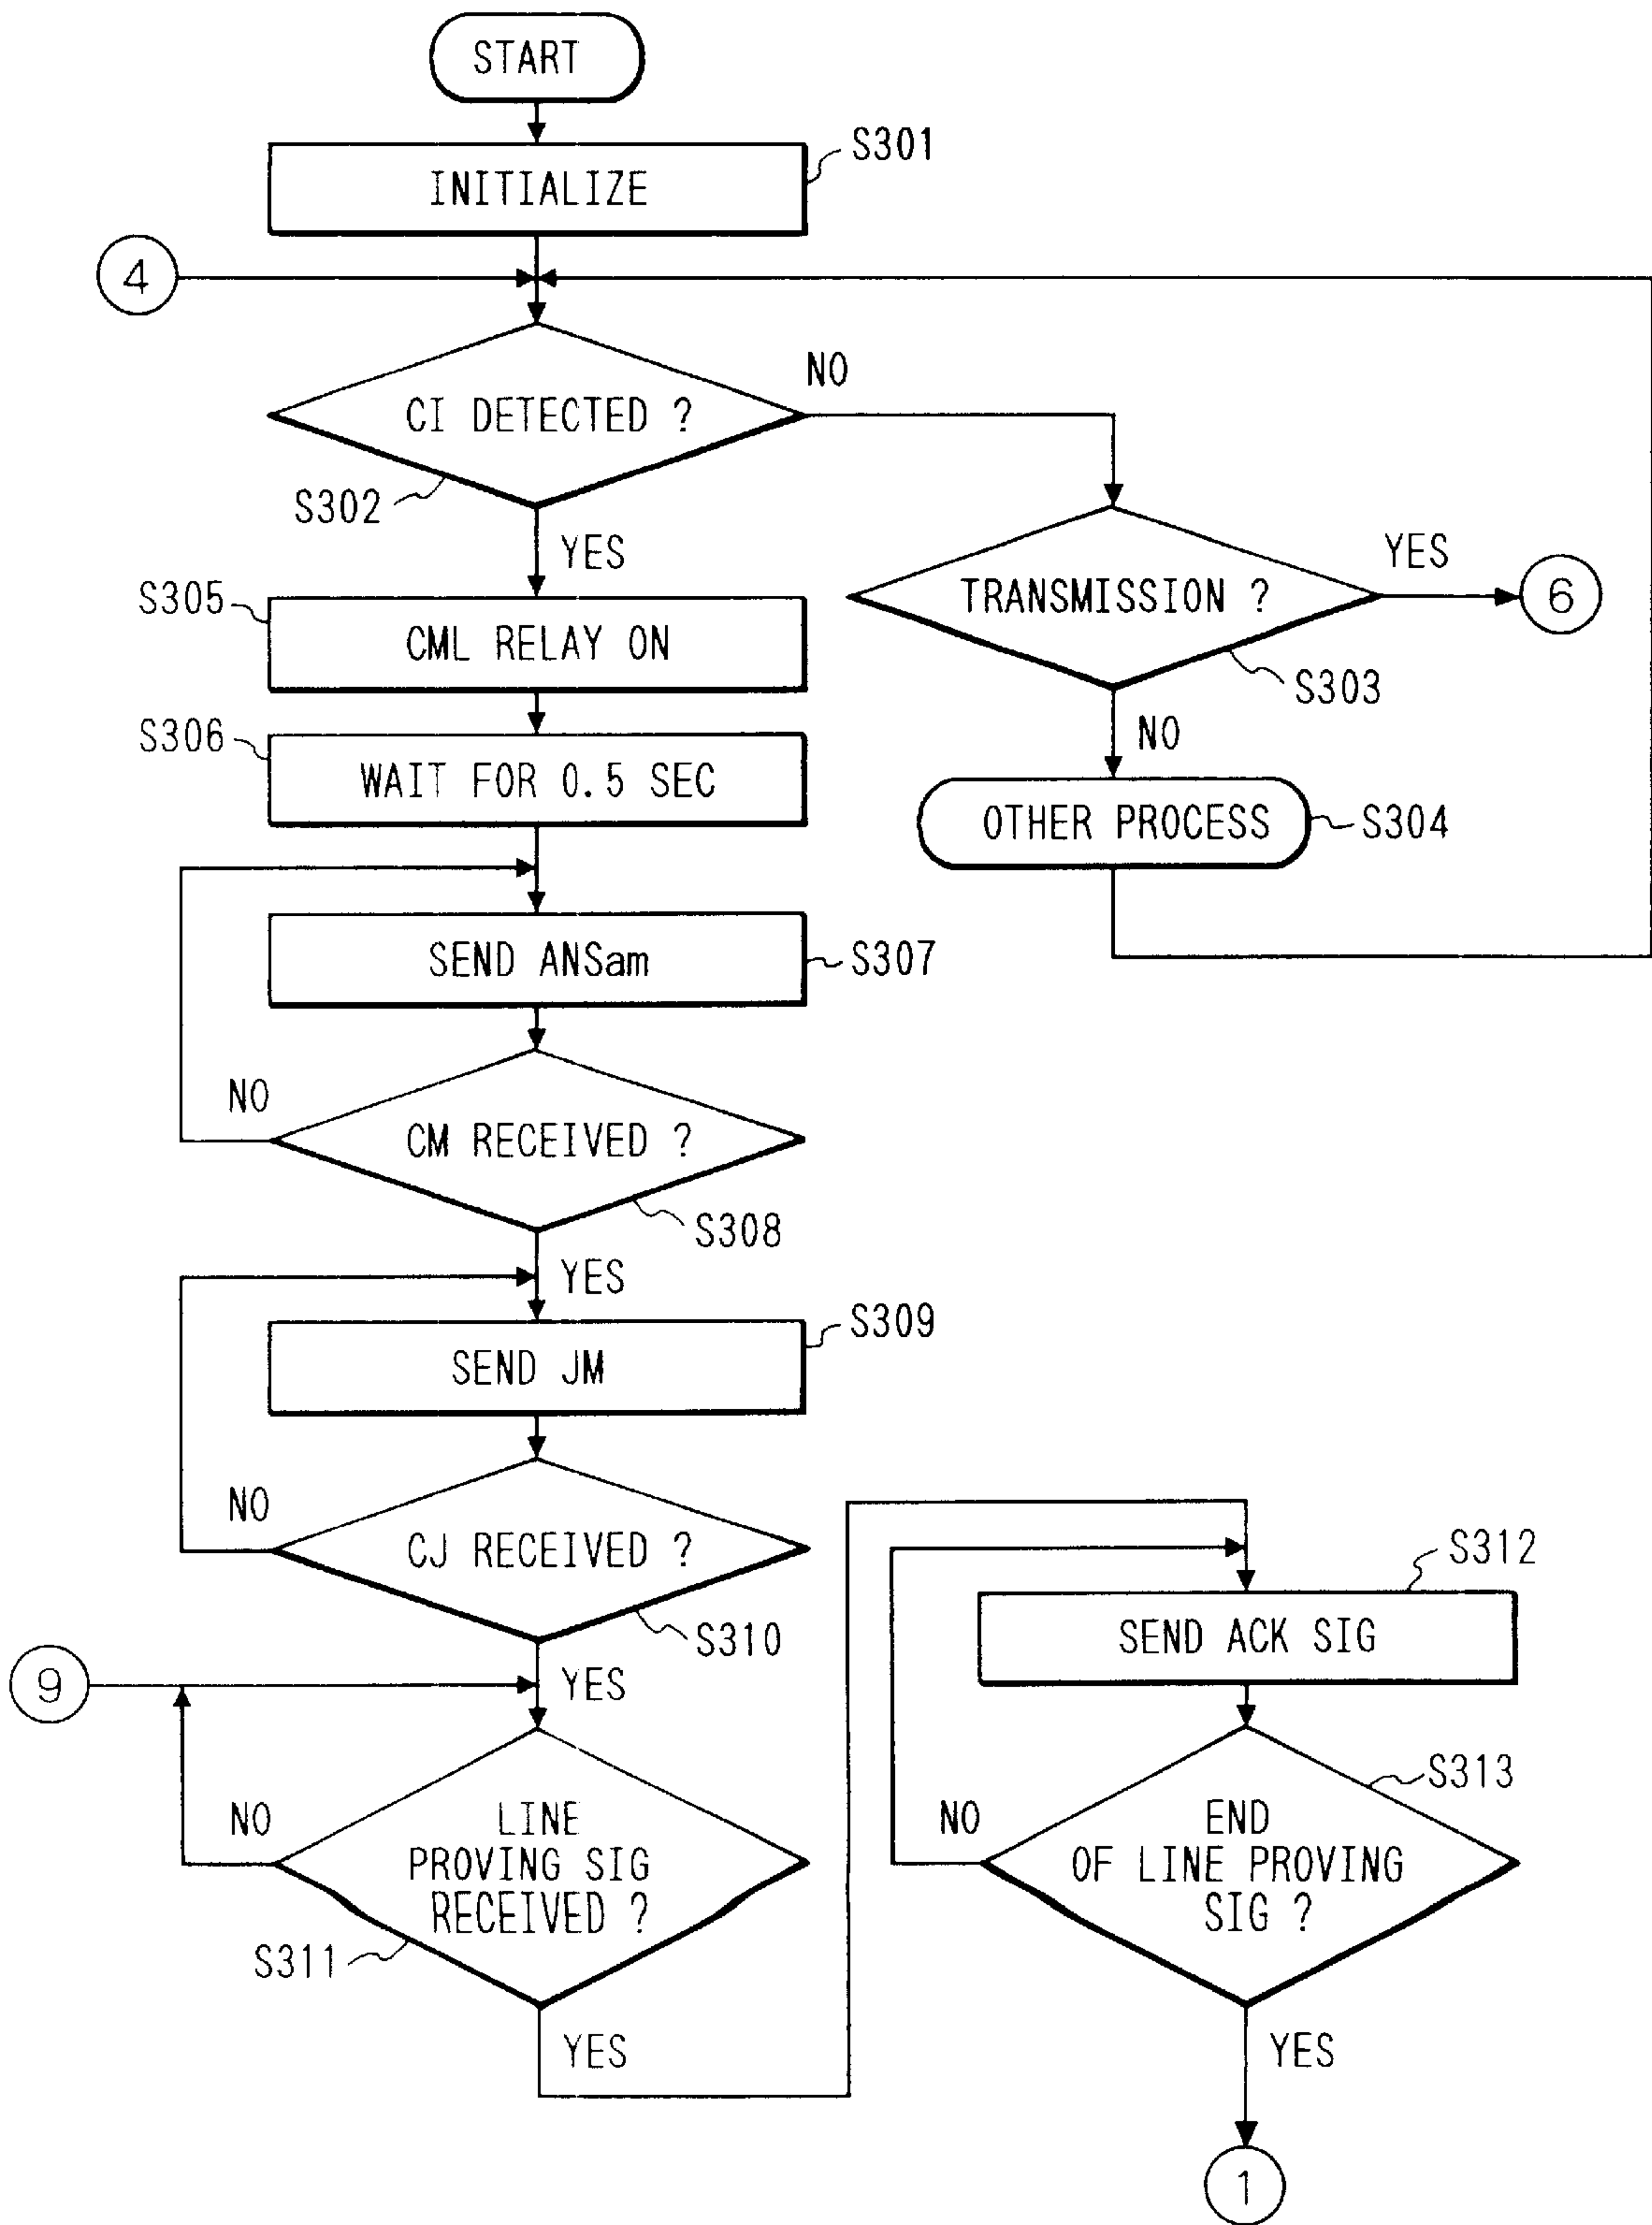 START
INITIALIZE
S301
4
CI DETECTED ?
NO
S302
YES
TRANSMISSION ?
YES
6
S303
NO
OTHER PROCESS
S304
S305
CML RELAY ON
S306
WAIT FOR 0.5 SEC
SEND ANSam
S307
CM RECEIVED ?
NO
S308
YES
SEND JM
S309
CJ RECEIVED ?
NO
S310
YES
9
LINE
PROVING SIG
RECEIVED ?
NO
S311
YES
SEND ACK SIG
S312
END
OF LINE PROVING
SIG ?
S313
NO
YES
1